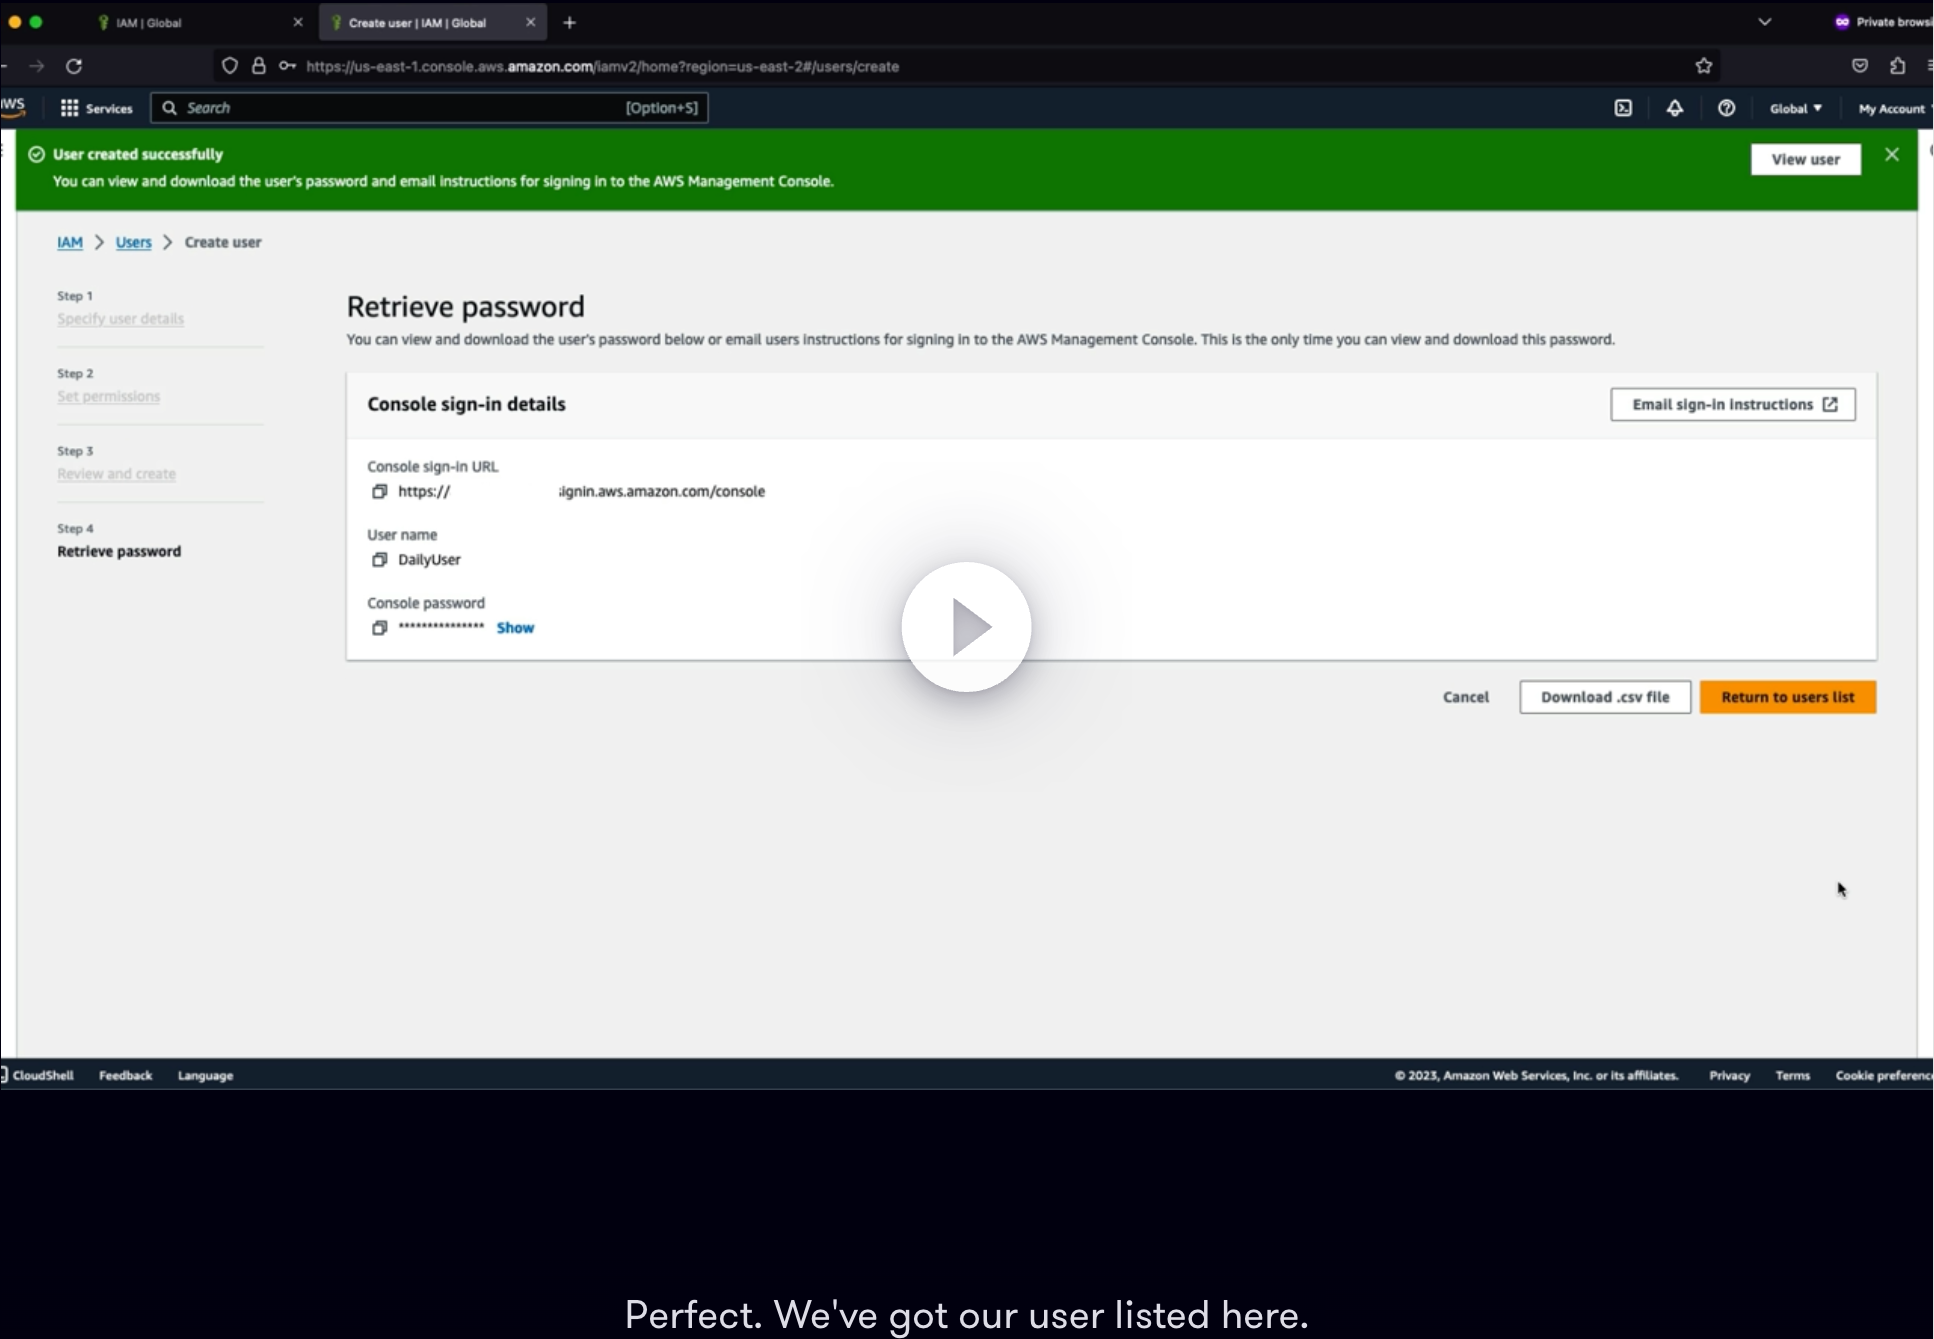 IAM | Global
Create user | IAM | Global
Private browsi
https://us-east-1.console.aws.amazon.com/iamv2/home?region=us-east-2#/users/create
aws
Services
Search
[Option+S]
Global
My Account
User created successfully
You can view and download the user's password and email instructions for signing in to the AWS Management Console.
View user
IAM > Users > Create user
Step 1
Specify user details
Step 2
Set permissions
Step 3
Review and create
Step 4
Retrieve password
Retrieve password
You can view and download the user's password below or email users instructions for signing in to the AWS Management Console. This is the only time you can view and download this password.
Console sign-in details
Email sign-in instructions
Console sign-in URL
https:// signin.aws.amazon.com/console
User name
DailyUser
Console password
*************** Show
Cancel
Download .csv file
Return to users list
CloudShell
Feedback
Language
© 2023, Amazon Web Services, Inc. or its affiliates.
Privacy
Terms
Cookie preferenc
Perfect. We've got our user listed here.